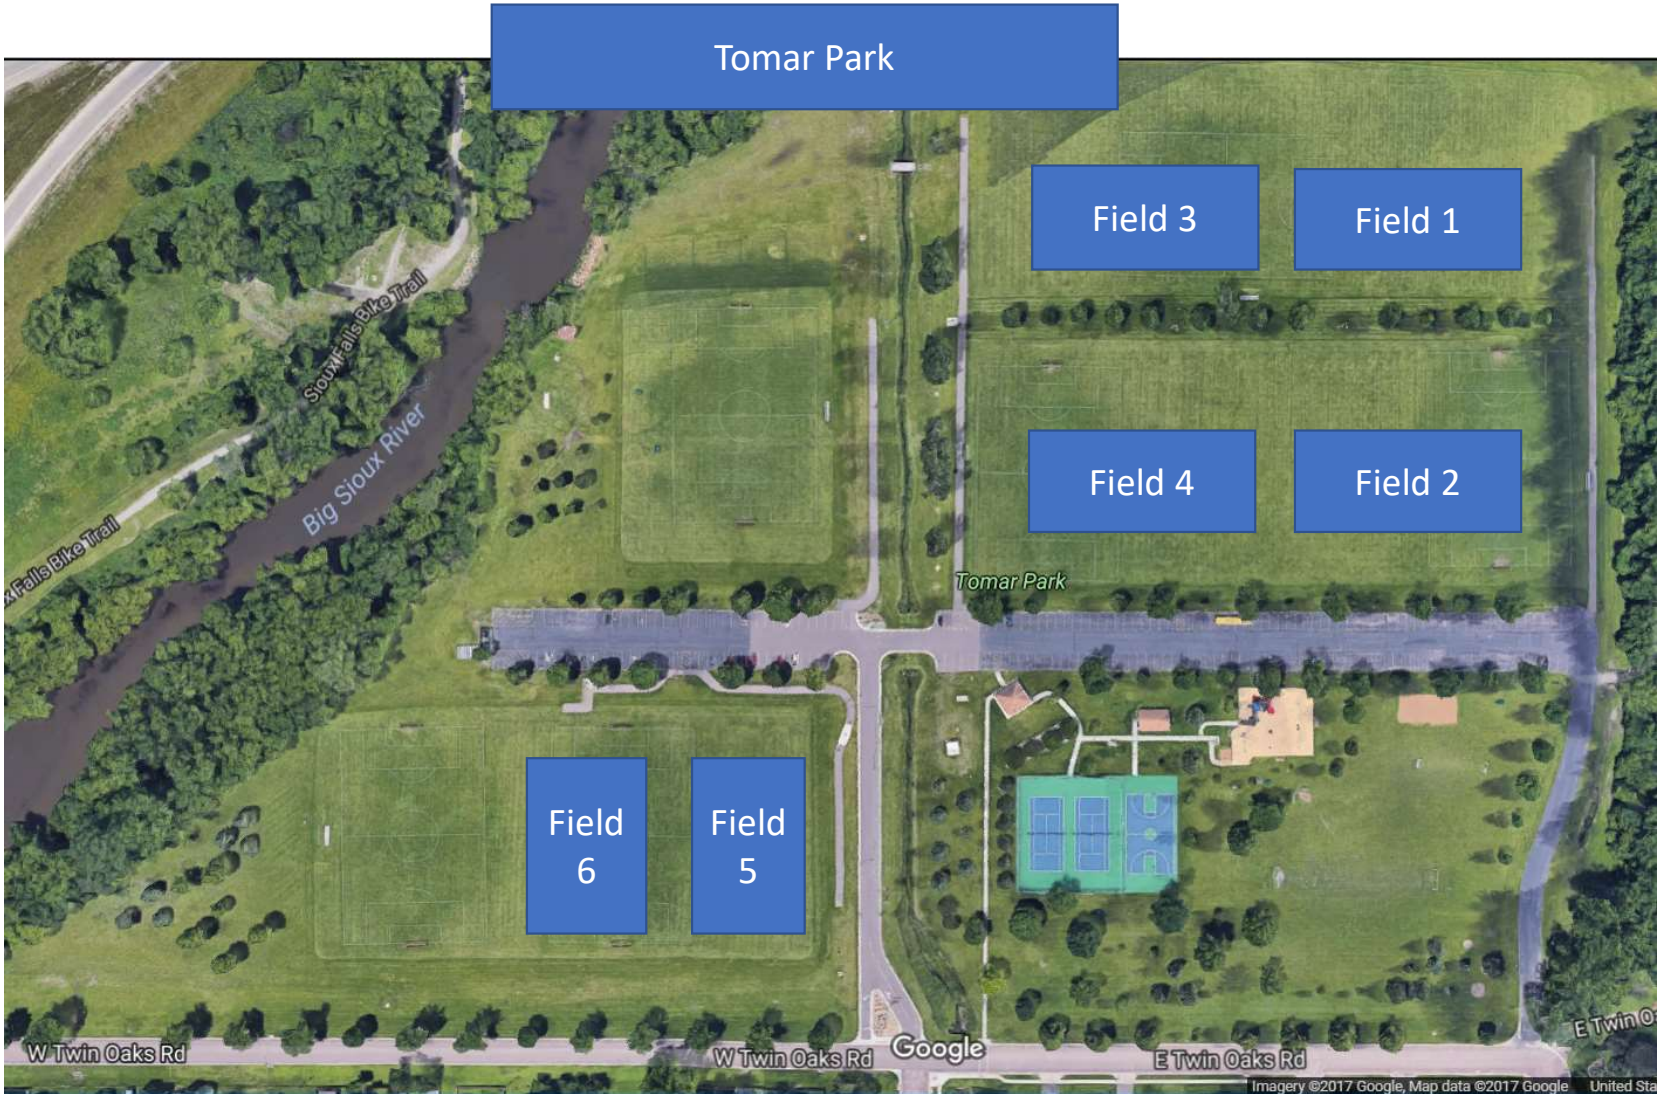 Tomar Park
Field 3
Field 1
Sioux Falls Bike Trail
Big Sioux River
Field 4
Field 2
x Falls Bike Trail
Tomar Park
Field
6
Field
5
E Twin O
W Twin Oaks Rd
W Twin Oaks Rd
Google
E Twin Oaks Rd
Imagery ©2017 Google, Map data ©2017 Google
United Sta